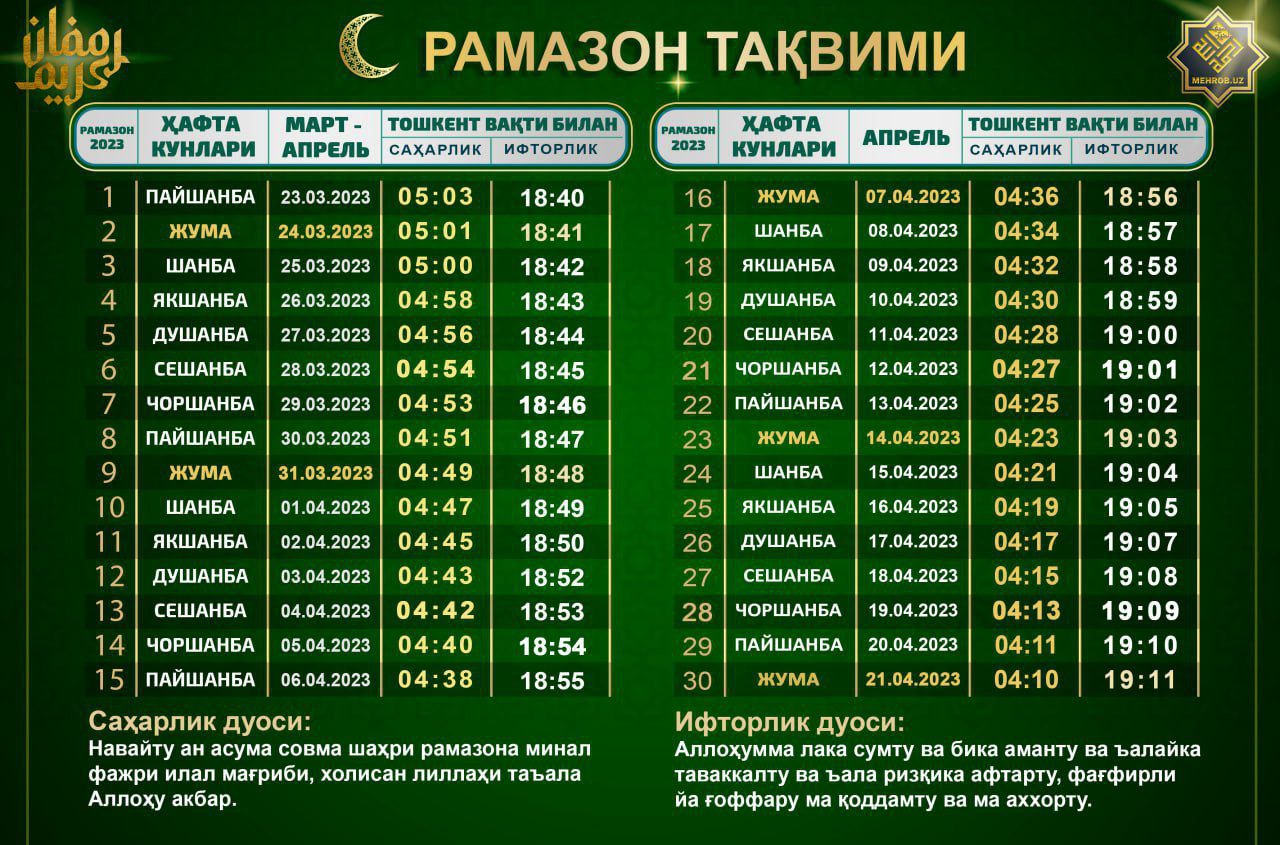 رمضان
كريم
РАМАЗОН ТАҚВИМИ
MEHROB.UZ
РАМАЗОН 2023 ҲАФТА КУНЛАРИ МАРТ - АПРЕЛЬ ТОШКЕНТ ВАҚТИ БИЛАН САҲАРЛИК ИФТОРЛИК
1 ПАЙШАНБА 23.03.2023 05:03 18:40
2 ЖУМА 24.03.2023 05:01 18:41
3 ШАНБА 25.03.2023 05:00 18:42
4 ЯКШАНБА 26.03.2023 04:58 18:43
5 ДУШАНБА 27.03.2023 04:56 18:44
6 СЕШАНБА 28.03.2023 04:54 18:45
7 ЧОРШАНБА 29.03.2023 04:53 18:46
8 ПАЙШАНБА 30.03.2023 04:51 18:47
9 ЖУМА 31.03.2023 04:49 18:48
10 ШАНБА 01.04.2023 04:47 18:49
11 ЯКШАНБА 02.04.2023 04:45 18:50
12 ДУШАНБА 03.04.2023 04:43 18:52
13 СЕШАНБА 04.04.2023 04:42 18:53
14 ЧОРШАНБА 05.04.2023 04:40 18:54
15 ПАЙШАНБА 06.04.2023 04:38 18:55
Саҳарлик дуоси:
Навайту ан асума совма шаҳри рамазона минал
фажри илал мағриби, холисан лиллаҳи таъала
Аллоҳу акбар.
РАМАЗОН 2023 ҲАФТА КУНЛАРИ АПРЕЛЬ ТОШКЕНТ ВАҚТИ БИЛАН САҲАРЛИК ИФТОРЛИК
16 ЖУМА 07.04.2023 04:36 18:56
17 ШАНБА 08.04.2023 04:34 18:57
18 ЯКШАНБА 09.04.2023 04:32 18:58
19 ДУШАНБА 10.04.2023 04:30 18:59
20 СЕШАНБА 11.04.2023 04:28 19:00
21 ЧОРШАНБА 12.04.2023 04:27 19:01
22 ПАЙШАНБА 13.04.2023 04:25 19:02
23 ЖУМА 14.04.2023 04:23 19:03
24 ШАНБА 15.04.2023 04:21 19:04
25 ЯКШАНБА 16.04.2023 04:19 19:05
26 ДУШАНБА 17.04.2023 04:17 19:07
27 СЕШАНБА 18.04.2023 04:15 19:08
28 ЧОРШАНБА 19.04.2023 04:13 19:09
29 ПАЙШАНБА 20.04.2023 04:11 19:10
30 ЖУМА 21.04.2023 04:10 19:11
Ифторлик дуоси:
Аллоҳумма лака сумту ва бика аманту ва ъалайка
таваккалту ва ъала ризқика афтарту, фағфирли
йа ғоффару ма қоддамту ва ма аххорту.